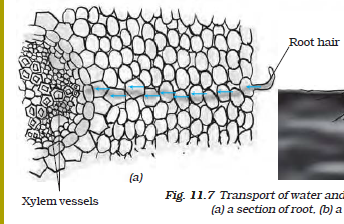 Root hair
(a)
Xylem vessels
Fig. 11.7 Transport of water and
(a) a section of root, (b) a